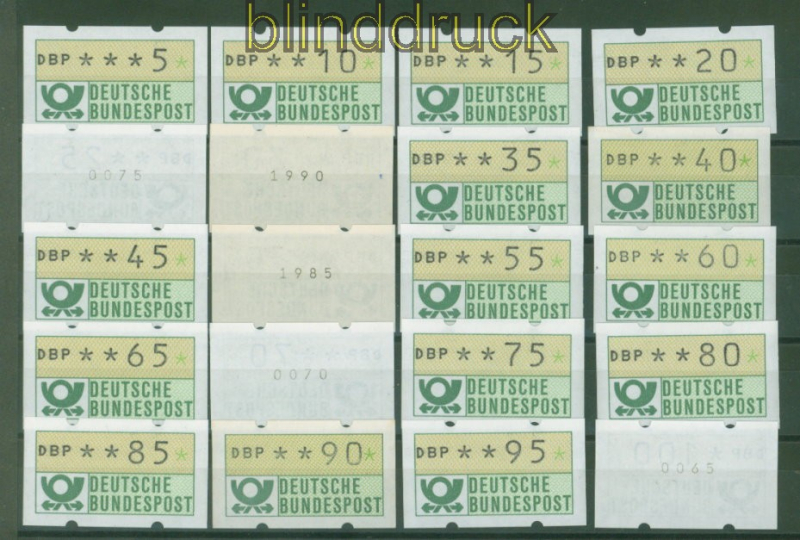 blinddruck
DBP ***5*
DEUTSCHE
BUNDESPOST
DBP **10*
DEUTSCHE
BUNDESPOST
DBP **15*
DEUTSCHE
BUNDESPOST
DBP **20*
DEUTSCHE
BUNDESPOST
0075
1990
DBP **35*
DEUTSCHE
BUNDESPOST
DBP **40*
DEUTSCHE
BUNDESPOST
DBP **45*
DEUTSCHE
BUNDESPOST
1985
DBP **55*
DEUTSCHE
BUNDESPOST
DBP **60*
DEUTSCHE
BUNDESPOST
DBP **65*
DEUTSCHE
BUNDESPOST
0070
DBP **75*
DEUTSCHE
BUNDESPOST
DBP **80*
DEUTSCHE
BUNDESPOST
DBP **85*
DEUTSCHE
BUNDESPOST
DBP **90*
DEUTSCHE
BUNDESPOST
DBP **95*
DEUTSCHE
BUNDESPOST
0065